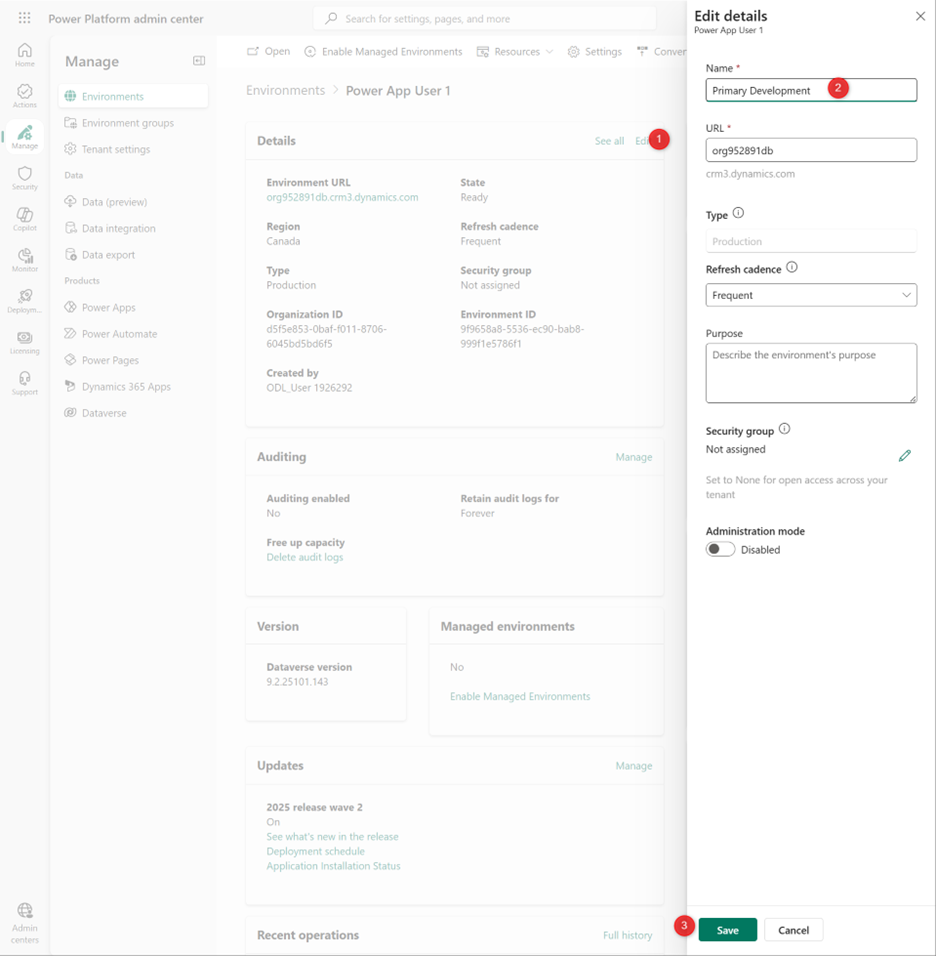 Power Platform admin center
Search for settings, pages, and more
Home
Actions
Manage
Security
Copilot
Monitor
Deploym...
Licensing
Support
Admin
centers
Manage
Environments
Environment groups
Tenant settings
Data
Data (preview)
Data integration
Data export
Products
Power Apps
Power Automate
Power Pages
Dynamics 365 Apps
Dataverse
Open
Enable Managed Environments
Resources
Settings
Conver
Environments > Power App User 1
Details
See all
Edi
1
Environment URL
org952891db.crm3.dynamics.com
State
Ready
Region
Canada
Refresh cadence
Frequent
Type
Production
Security group
Not assigned
Organization ID
d5f5e853-0baf-f011-8706-
6045bd5bd6f5
Environment ID
9f9658a8-5536-ec90-bab8-
999f1e5786f1
Created by
ODL_User 1926292
Auditing
Manage
Auditing enabled
No
Retain audit logs for
Forever
Free up capacity
Delete audit logs
Version
Dataverse version
9.2.25101.143
Managed environments
No
Enable Managed Environments
Updates
Manage
2025 release wave 2
On
See what's new in the release
Deployment schedule
Application Installation Status
Recent operations
Full history
Edit details
Power App User 1
Name *
Primary Development
2
URL *
org952891db
crm3.dynamics.com
Type
Production
Refresh cadence
Frequent
Purpose
Describe the environment's purpose
Security group
Not assigned
Set to None for open access across your
tenant
Administration mode
Disabled
3
Save
Cancel